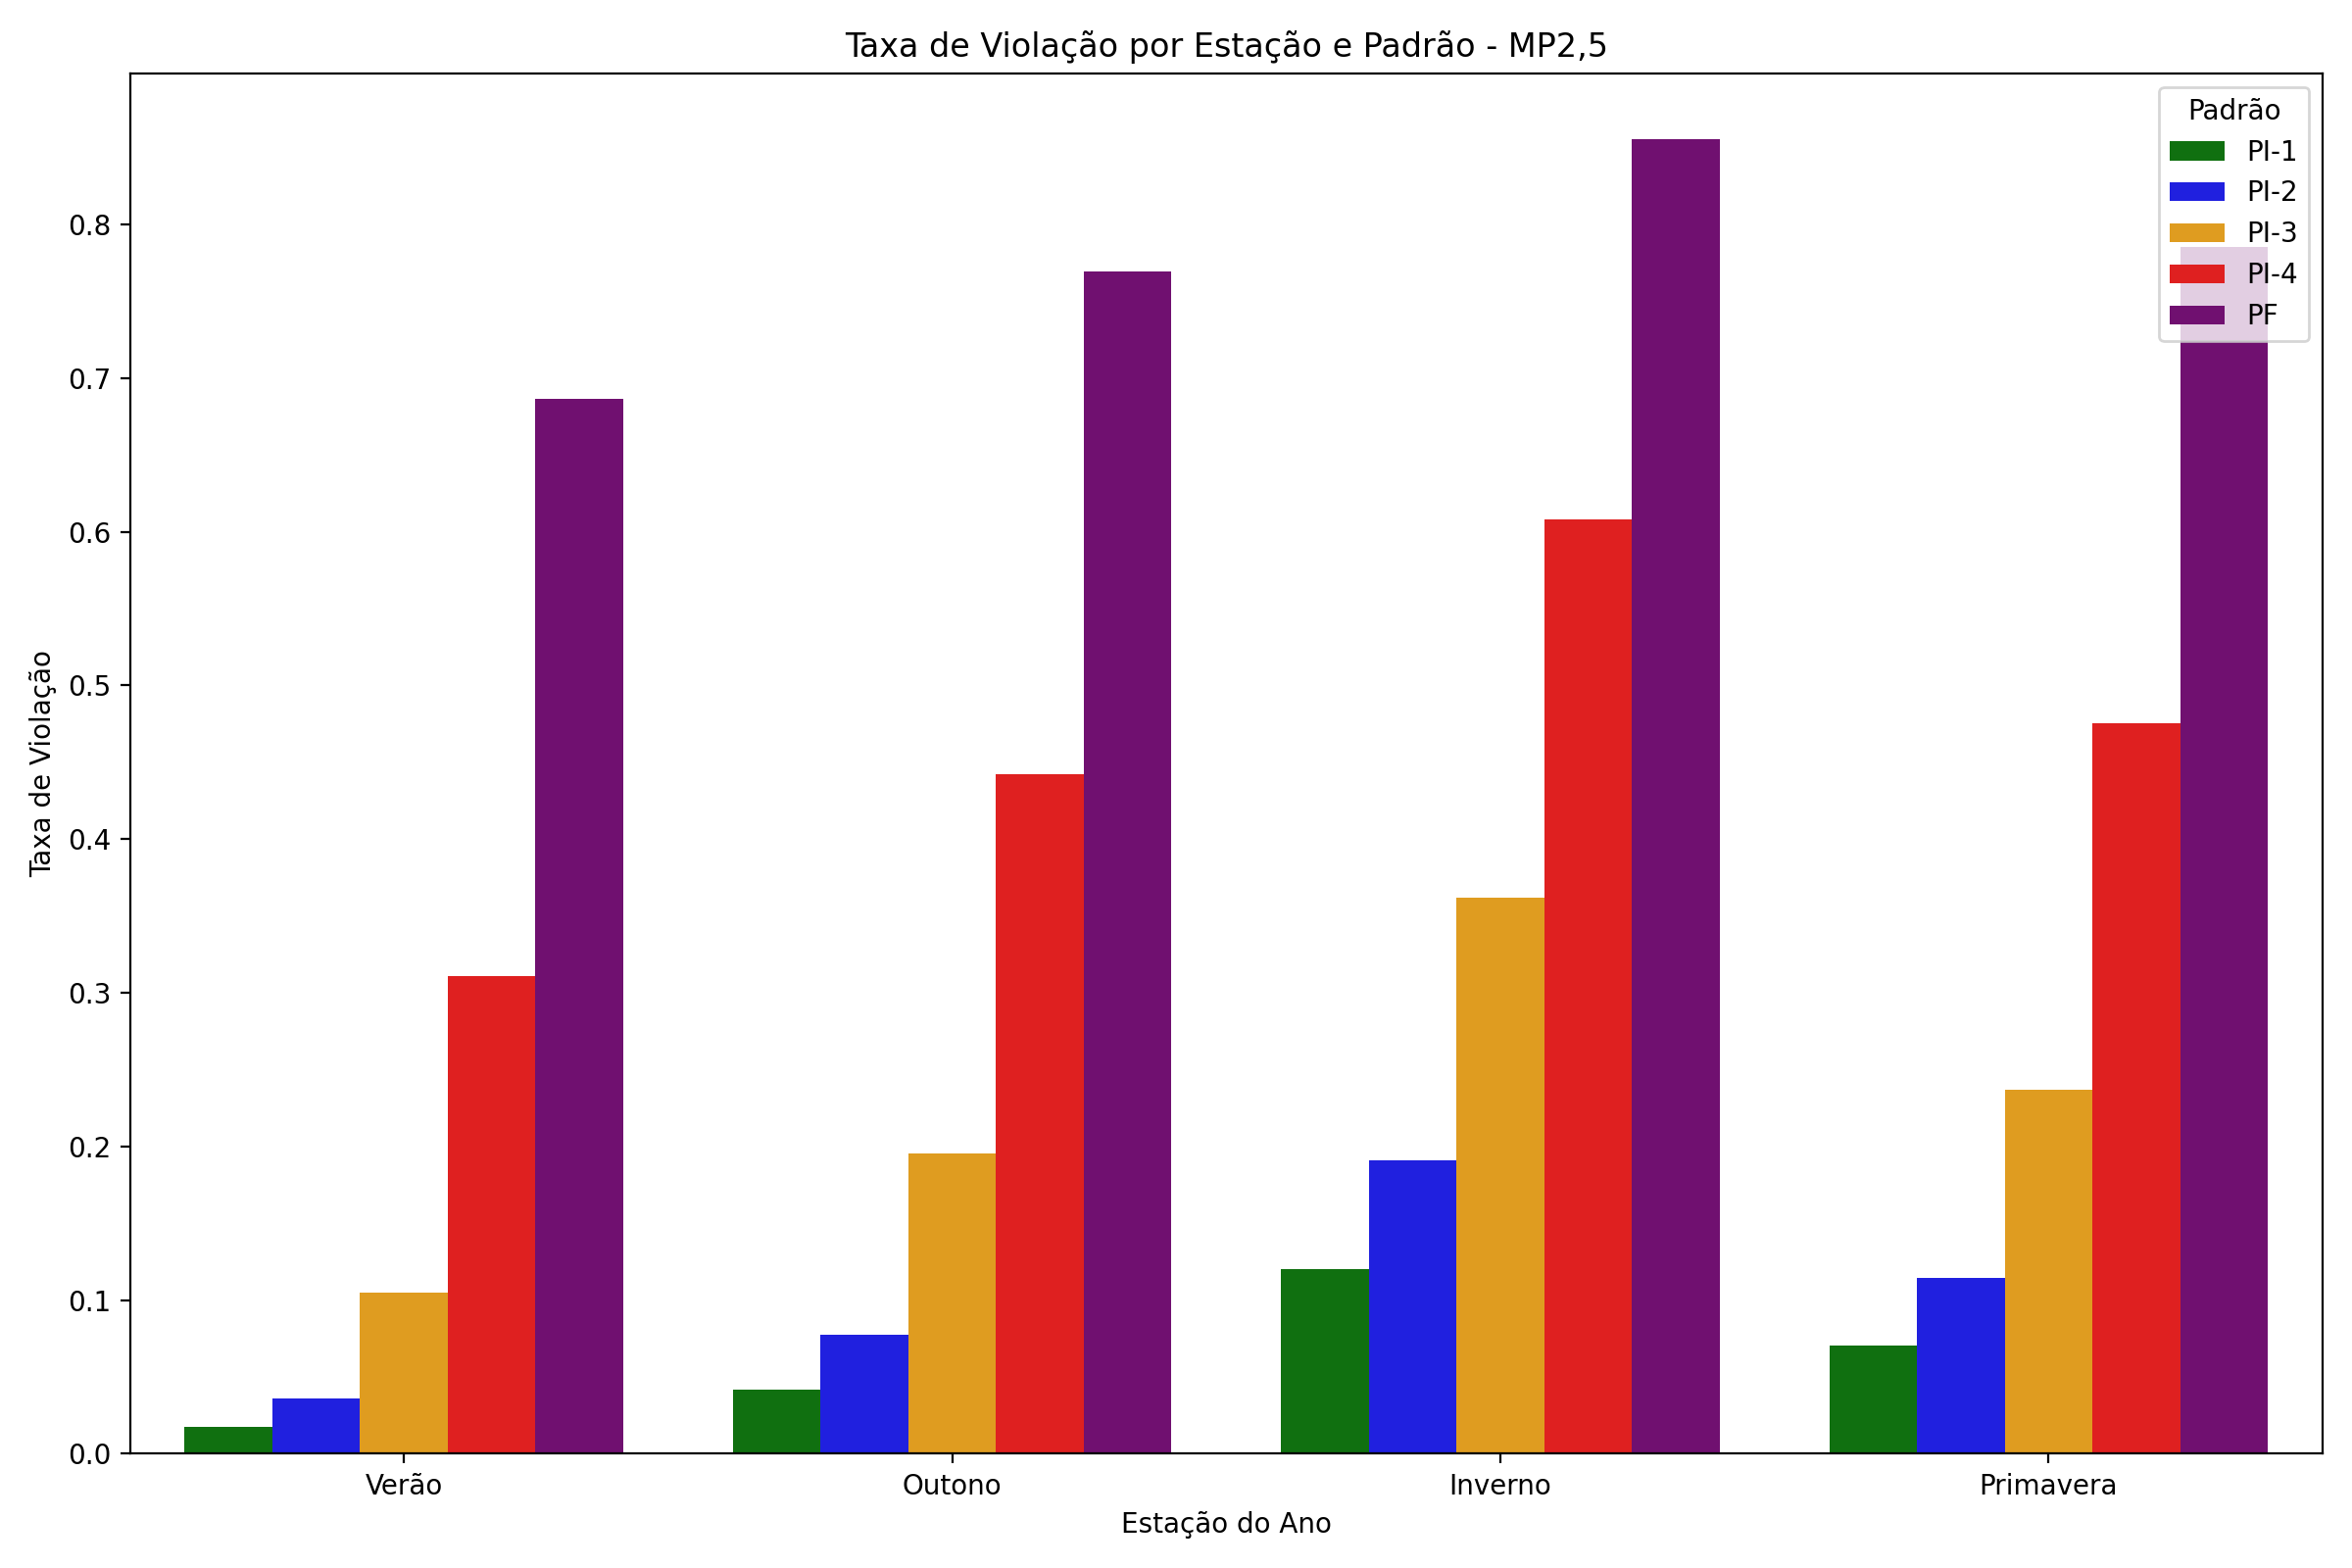 Taxa de Violação por Estação e Padrão - MP2,5
Padrão
PI-1
PI-2
PI-3
PI-4
PF
Taxa de Violação
0.8
0.7
0.6
0.5
0.4
0.3
0.2
0.1
0.0
Verão
Outono
Inverno
Primavera
Estação do Ano